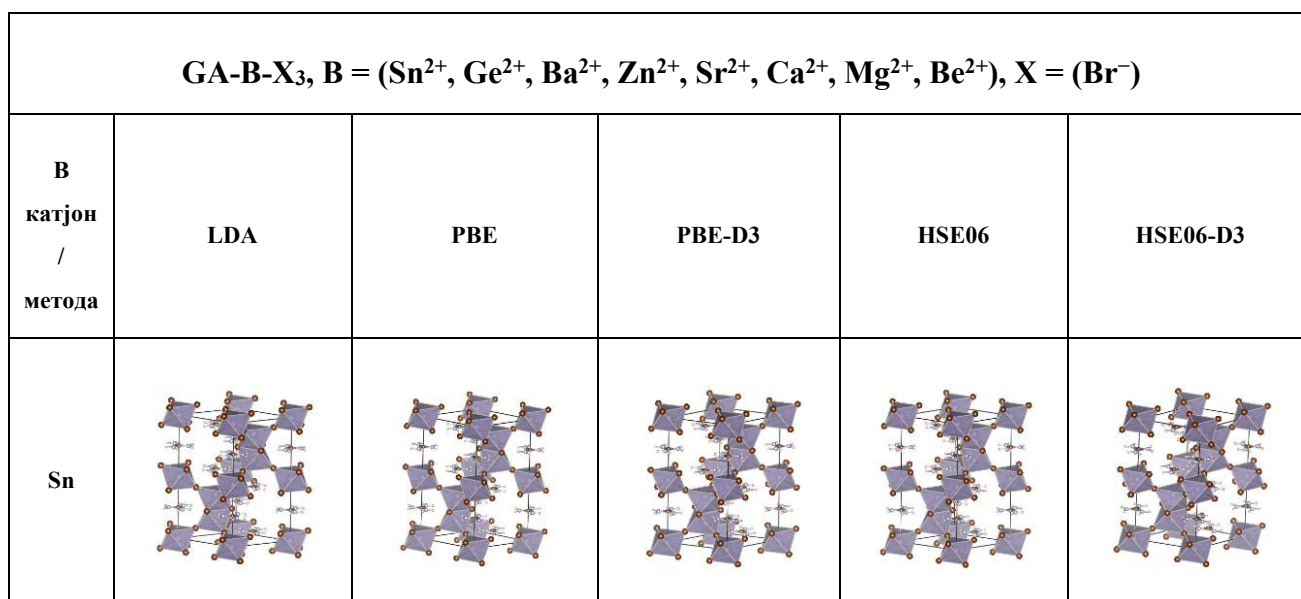 GA-B-X₃, B = (Sn²⁺, Ge²⁺, Ba²⁺, Zn²⁺, Sr²⁺, Ca²⁺, Mg²⁺, Be²⁺), X = (Br⁻)
В
катјон
/
метода
LDA
PBE
PBE-D3
HSE06
HSE06-D3
Sn